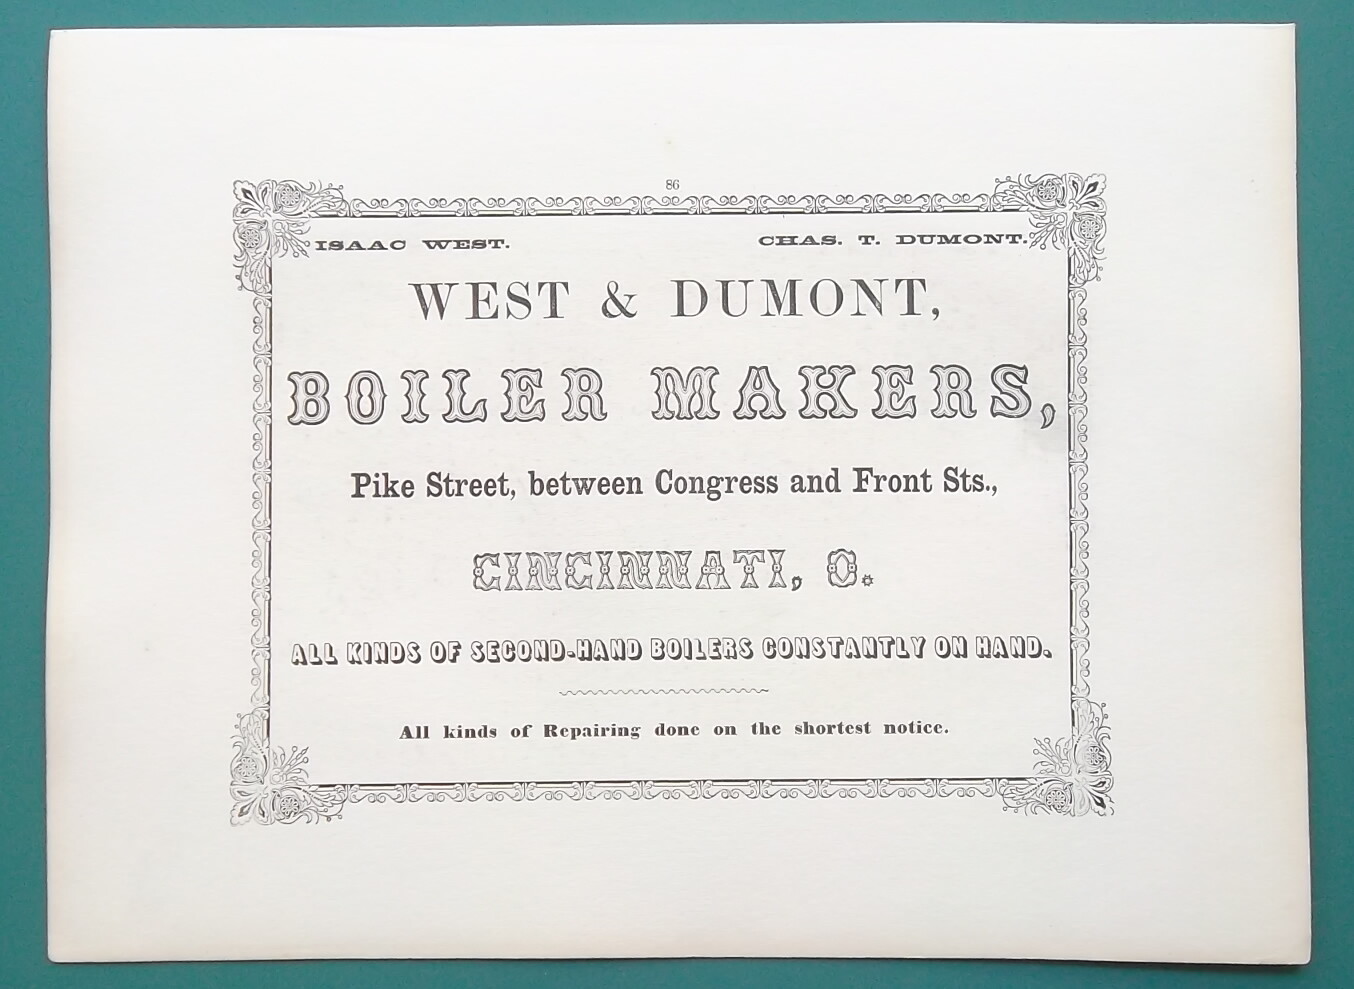 86
ISAAC WEST. CHAS. T. DUMONT.
WEST & DUMONT,
BOILER MAKERS,
Pike Street, between Congress and Front Sts.,
CINCINNATI, O.
ALL KINDS OF SECOND-HAND BOILERS CONSTANTLY ON HAND.
All kinds of Repairing done on the shortest notice.